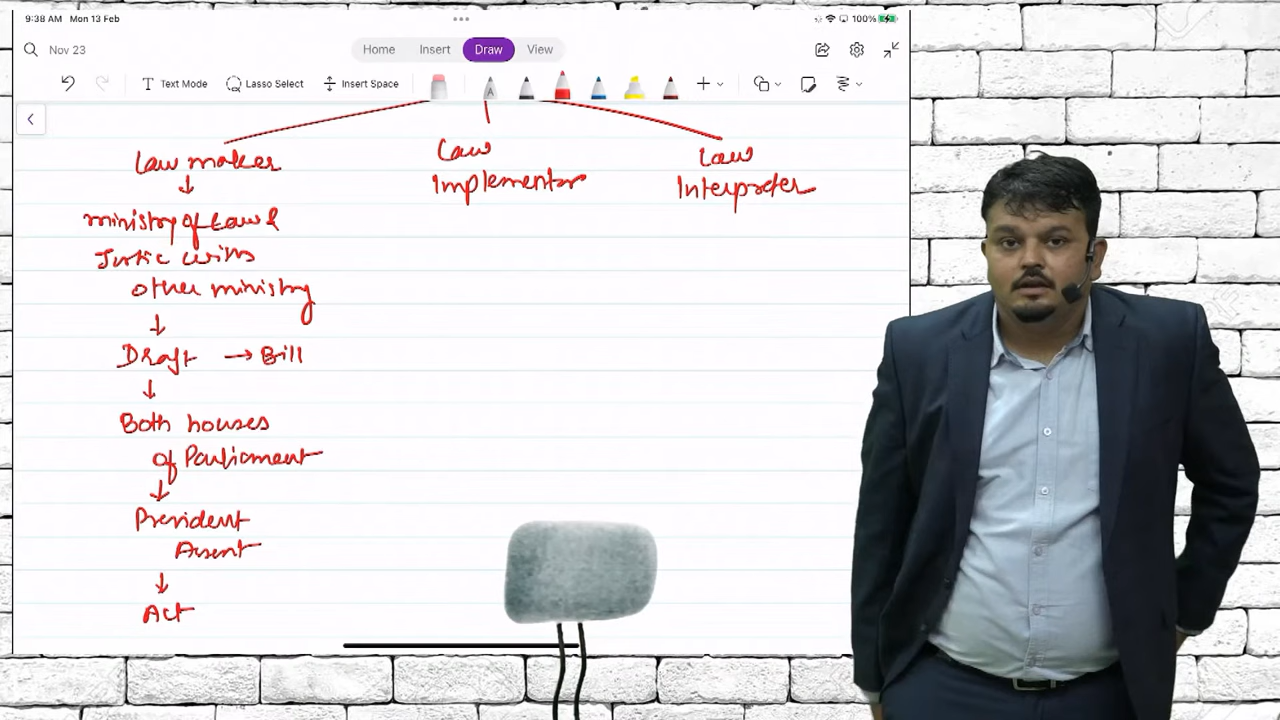 9:38 AM Mon 13 Feb
100%
Nov 23
Home Insert Draw View
Text Mode Lasso Select Insert Space
A
Law maker
Law
Implementor
Law
Interpreter
ministry of Law &
Justic with
other ministry
Draft → Bill
Both houses
of Parliament
President
Assent
Act